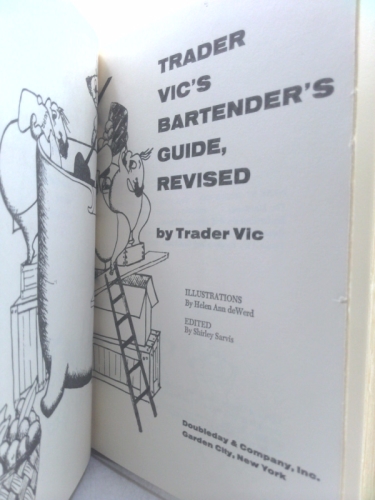 TRADER
VIC'S
BARTENDER'S
GUIDE,
REVISED
by Trader Vic
ILLUSTRATIONS
By Helen Ann deWerd
EDITED
By Shirley Sarvis
Doubleday & Company, Inc.
Garden City, New York